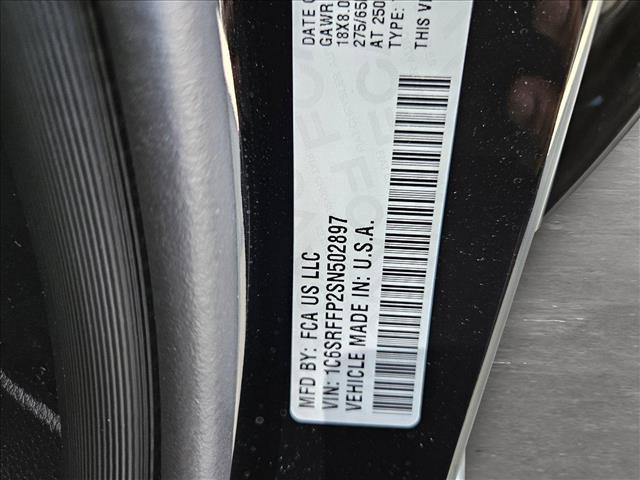 DATE O
GAWR
18X8.0
275/65
AT 250
TYPE:
THIS VE
MFD BY: FCA US LLC
VIN: 1C6SRFFP2SN502897
VEHICLE MADE IN: U.S.A.